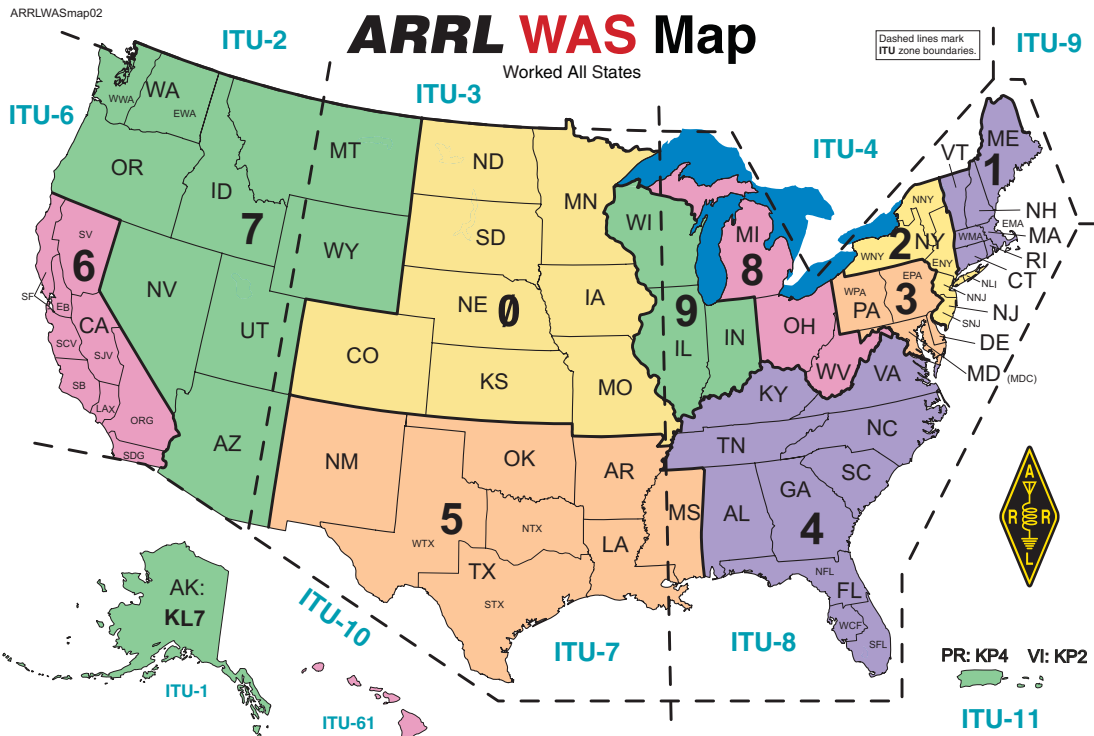 ARRLWASmap02
ARRL WAS Map
Worked All States
Dashed lines mark
ITU zone boundaries.
ITU-2
ITU-9
ITU-3
ITU-6
ITU-4
WA
WWA
EWA
MT
ND
MN
ME
VT
1
OR
ID
7
WY
SD
WI
MI
8
NNY
2
NY
WNY
ENY
NH
EMA
MA
WMA
RI
CT
NLI
6
SV
SF
EB
CA
SCV
SJV
SB
LAX
ORG
SDG
NV
UT
NE
Ø
IA
9
IL
IN
OH
EPA
WPA
PA
3
NNJ
NJ
SNJ
DE
MD (MDC)
CO
KS
MO
KY
WV
VA
AZ
NM
OK
AR
TN
NC
SC
5
NTX
WTX
TX
STX
LA
MS
AL
GA
4
NFL
FL
WCF
SFL
A
R R
L
AK:
KL7
ITU-1
ITU-10
ITU-61
ITU-7
ITU-8
PR: KP4 VI: KP2
ITU-11